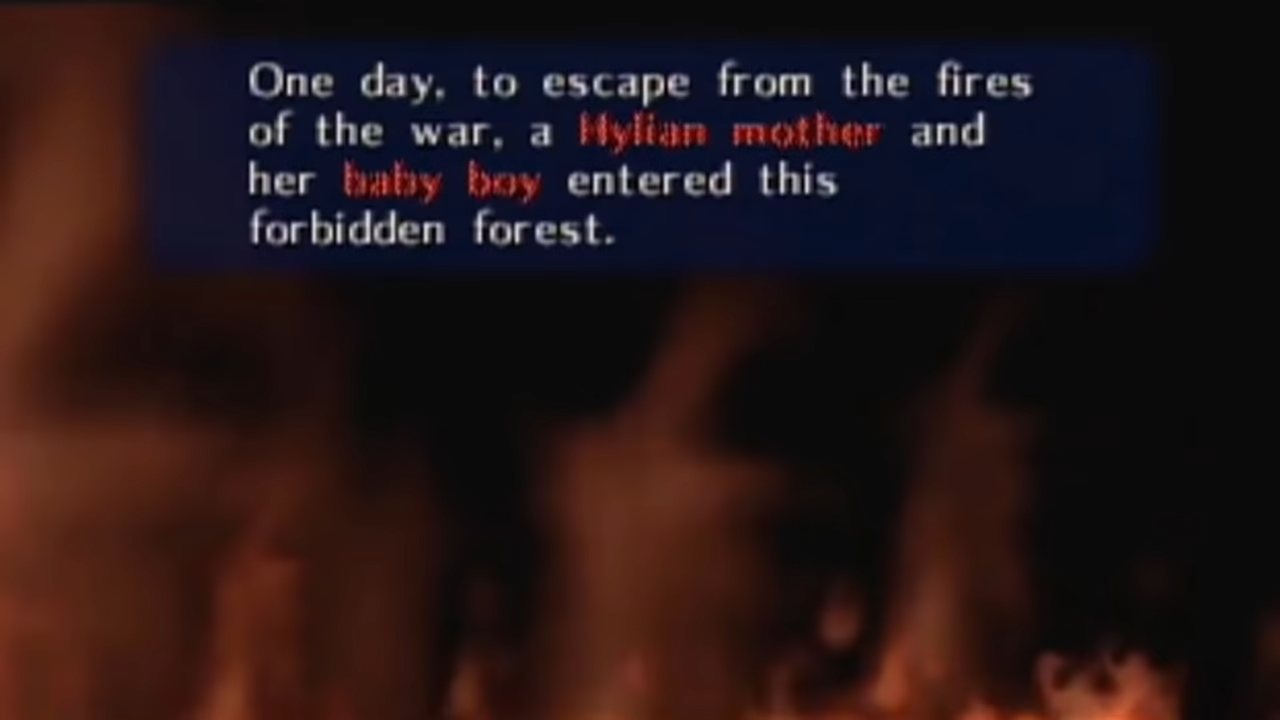 One day, to escape from the fires
of the war, a Hylian mother and
her baby boy entered this
forbidden forest.